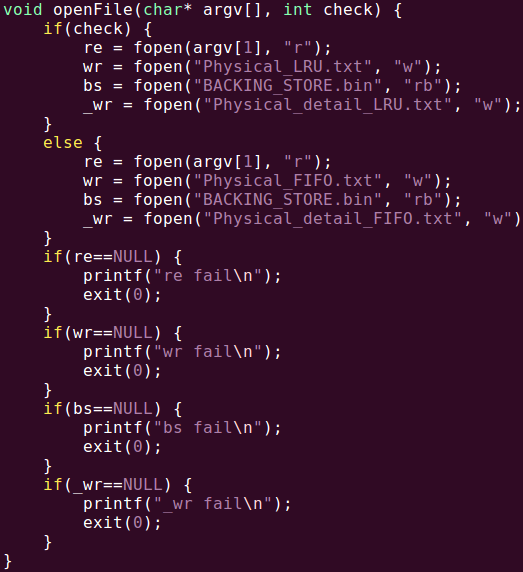 void openFile(char* argv[], int check) {
    if(check) {
        re = fopen(argv[1], "r");
        wr = fopen("Physical_LRU.txt", "w");
        bs = fopen("BACKING_STORE.bin", "rb");
        _wr = fopen("Physical_detail_LRU.txt", "w");
    }
    else {
        re = fopen(argv[1], "r");
        wr = fopen("Physical_FIFO.txt", "w");
        bs = fopen("BACKING_STORE.bin", "rb");
        _wr = fopen("Physical_detail_FIFO.txt", "w")
    }
    if(re==NULL) {
        printf("re fail\n");
        exit(0);
    }
    if(wr==NULL) {
        printf("wr fail\n");
        exit(0);
    }
    if(bs==NULL) {
        printf("bs fail\n");
        exit(0);
    }
    if(_wr==NULL) {
        printf("_wr fail\n");
        exit(0);
    }
}